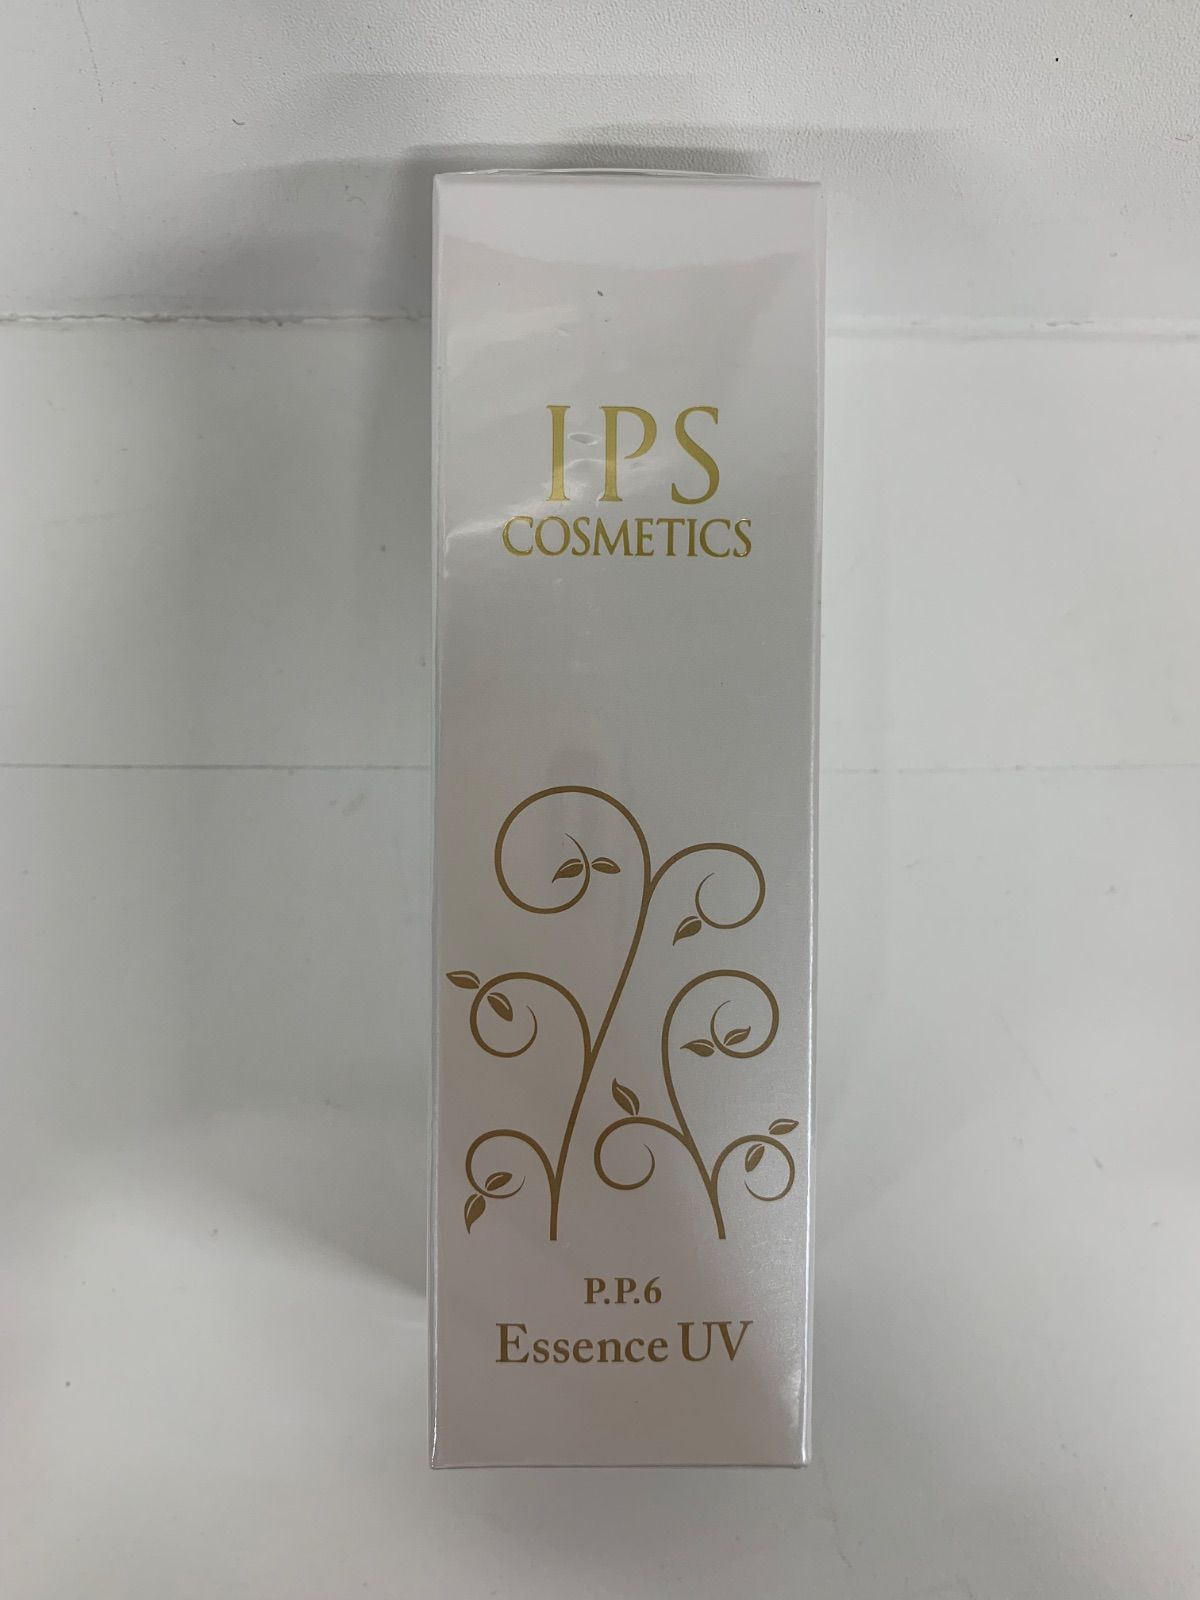 IPS
COSMETICS
P.P.6
Essence UV